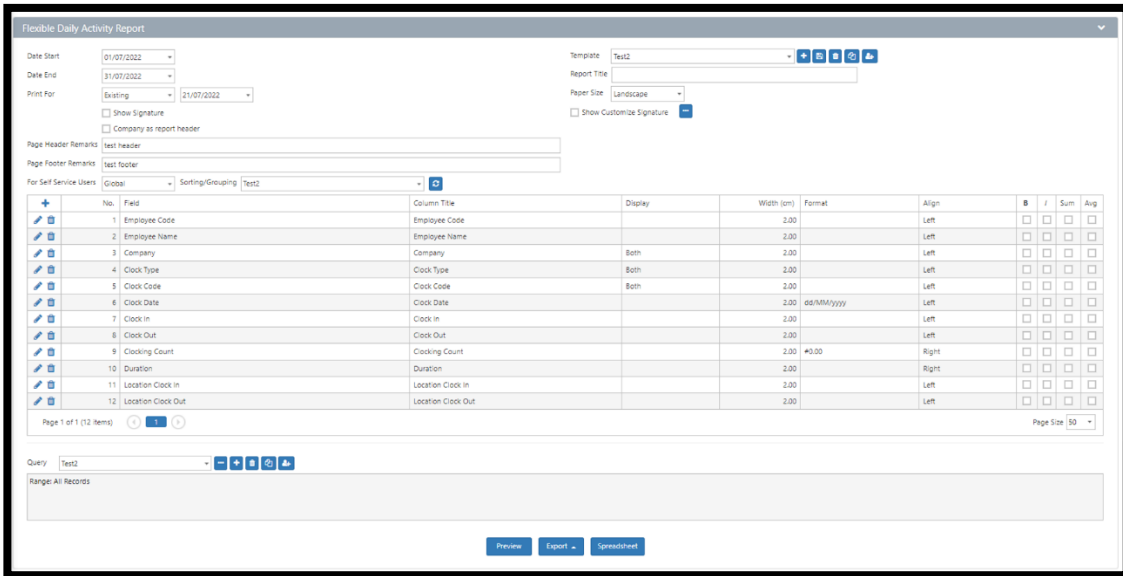 Flexible Daily Activity Report
Date Start 01/07/2022 Template Test2
Date End 31/07/2022 Report Title
Print For Existing 21/07/2022 Paper Size Landscape
Show Signature Show Customize Signature
Company as report header
Page Header Remarks test header
Page Footer Remarks test footer
For Self Service Users Global Sorting/Grouping Test2
No. Field Column Title Display Width (cm) Format Align B I Sum Avg
1 Employee Code Employee Code 2.00 Left
2 Employee Name Employee Name 2.00 Left
3 Company Company Both 2.00 Left
4 Clock Type Clock Type Both 2.00 Left
5 Clock Code Clock Code Both 2.00 Left
6 Clock Date Clock Date 2.00 dd/MM/yyyy Left
7 Clock In Clock In 2.00 Left
8 Clock Out Clock Out 2.00 Left
9 Clocking Count Clocking Count 2.00 #0.00 Right
10 Duration Duration 2.00 Right
11 Location Clock In Location Clock In 2.00 Left
12 Location Clock Out Location Clock Out 2.00 Left
Page 1 of 1 (12 items) 1 Page Size 50
Query Test2
Range: All Records
Preview Export Spreadsheet